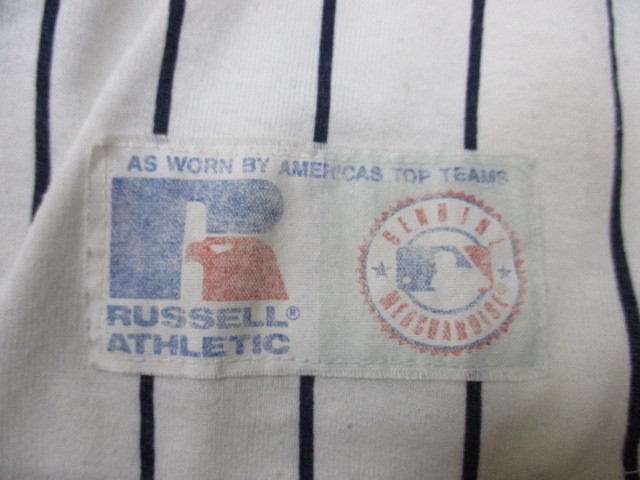 AS WORN BY AMERICAS TOP TEAMS
R
RUSSELL®
ATHLETIC
GENUINE
MERCHANDISE